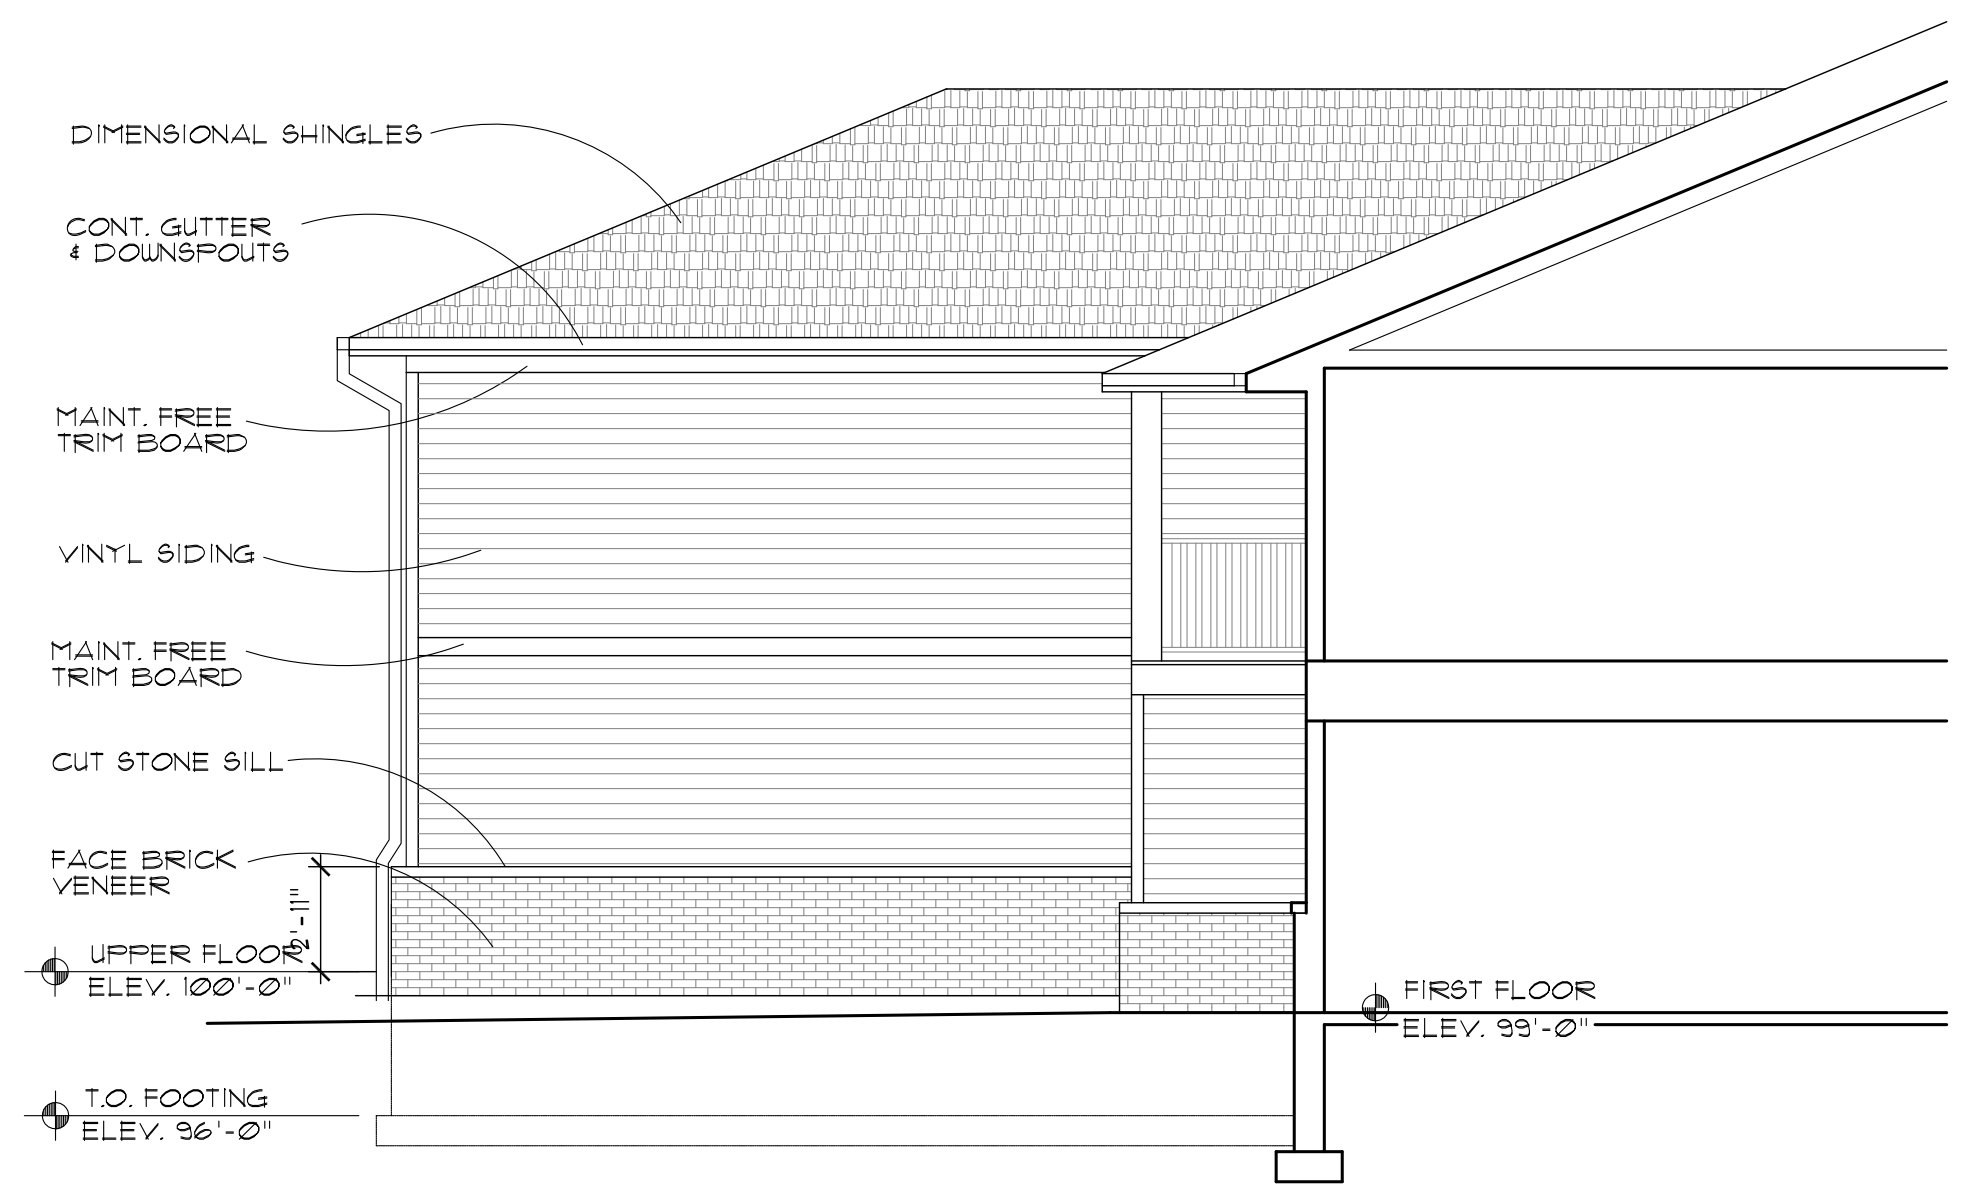 DIMENSIONAL SHINGLES
CONT. GUTTER
& DOWNSPOUTS
MAINT. FREE
TRIM BOARD
VINYL SIDING
MAINT. FREE
TRIM BOARD
CUT STONE SILL
FACE BRICK
VENEER
2'-11"
UPPER FLOOR
ELEV. 100'-0"
FIRST FLOOR
ELEV. 99'-0"
T.O. FOOTING
ELEV. 96'-0"